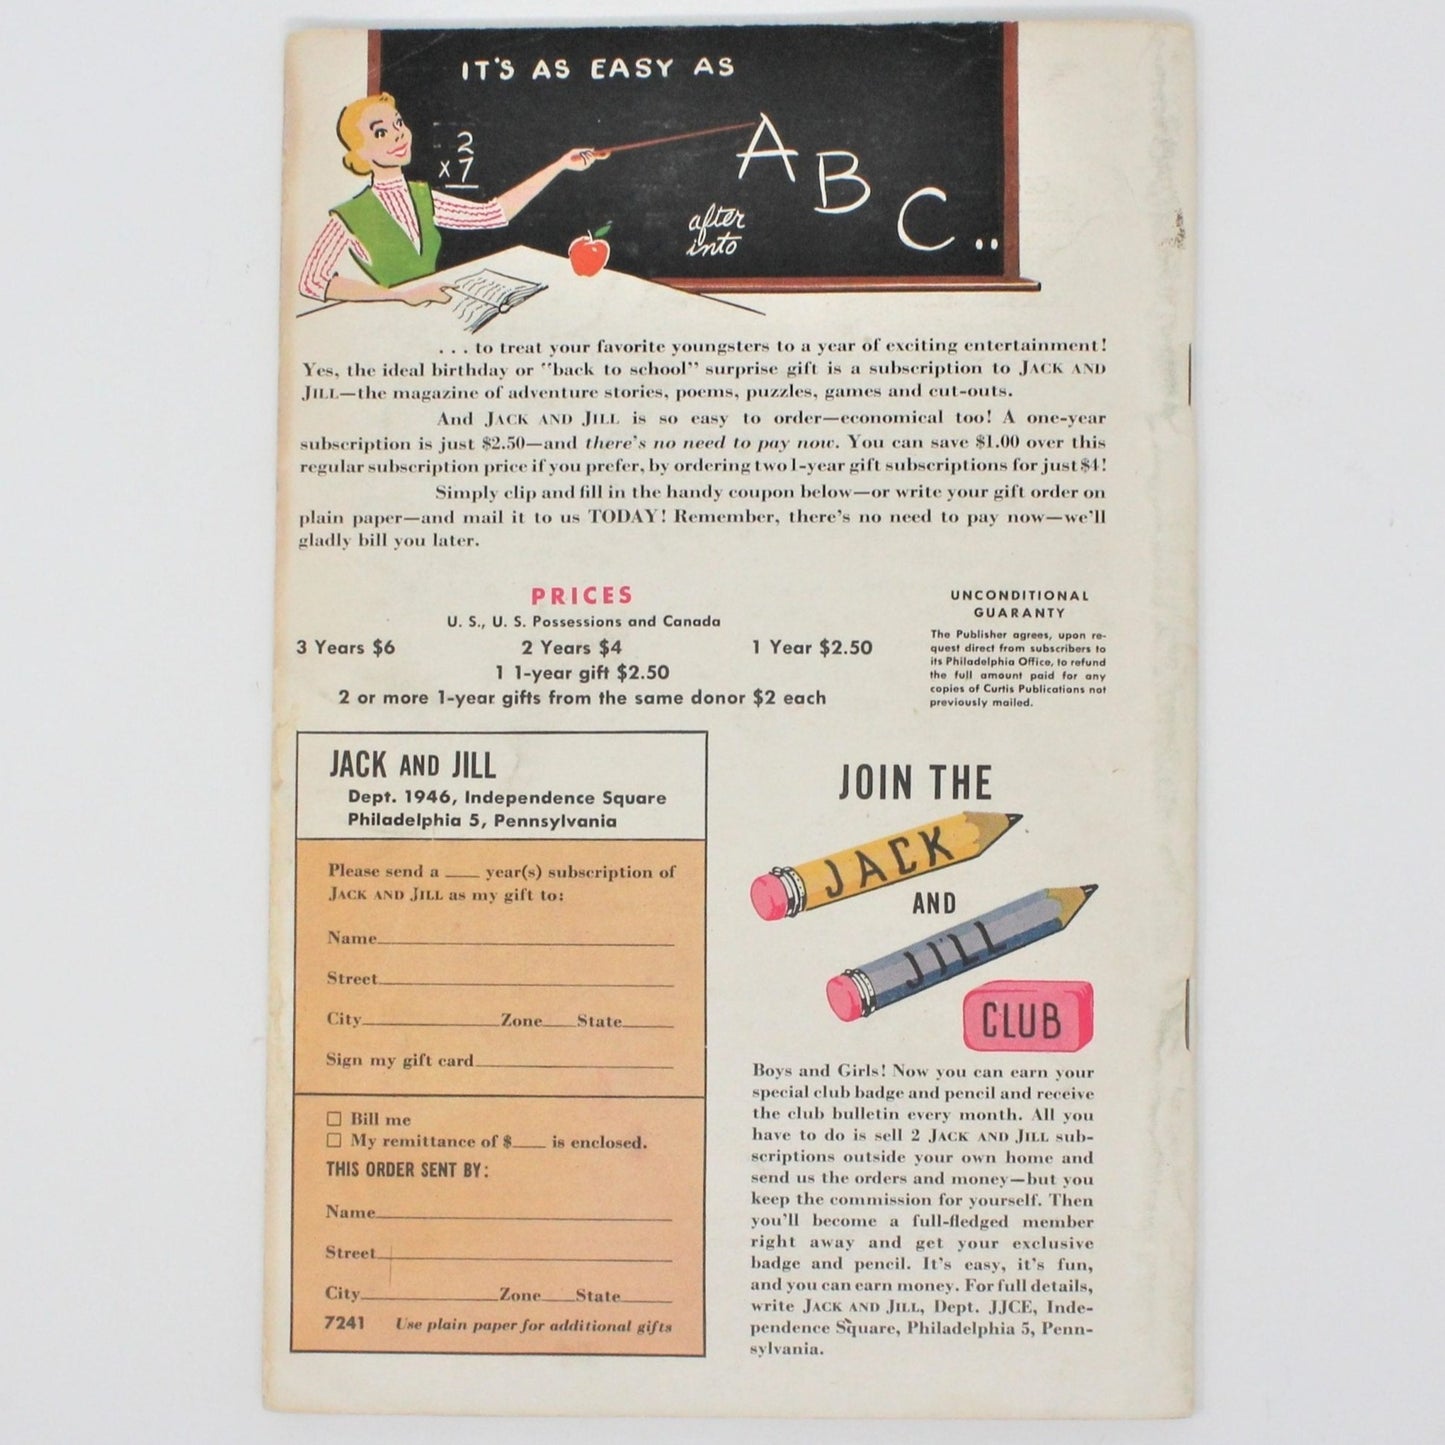 IT'S AS EASY AS
2
x 7
A B C ..
after
into
... to treat your favorite youngsters to a year of exciting entertainment!
Yes, the ideal birthday or "back to school" surprise gift is a subscription to JACK AND
JILL—the magazine of adventure stories, poems, puzzles, games and cut-outs.
And JACK AND JILL is so easy to order—economical too! A one-year
subscription is just $2.50—and there's no need to pay now. You can save $1.00 over this
regular subscription price if you prefer, by ordering two 1-year gift subscriptions for just $4!
Simply clip and fill in the handy coupon below—or write your gift order on
plain paper—and mail it to us TODAY! Remember, there's no need to pay now—we'll
gladly bill you later.
PRICES
U. S., U. S. Possessions and Canada
3 Years $6 2 Years $4 1 Year $2.50
1 1-year gift $2.50
2 or more 1-year gifts from the same donor $2 each
UNCONDITIONAL
GUARANTY
The Publisher agrees, upon re-
quest direct from subscribers to
its Philadelphia Office, to refund
the full amount paid for any
copies of Curtis Publications not
previously mailed.
JACK AND JILL
Dept. 1946, Independence Square
Philadelphia 5, Pennsylvania
Please send a ____ year(s) subscription of
JACK AND JILL as my gift to:
Name
Street
City Zone State
Sign my gift card
☐ Bill me
☐ My remittance of $____ is enclosed.
THIS ORDER SENT BY:
Name
Street
City Zone State
7241 Use plain paper for additional gifts
JOIN THE
JACK
AND
JILL
CLUB
Boys and Girls! Now you can earn your
special club badge and pencil and receive
the club bulletin every month. All you
have to do is sell 2 JACK AND JILL sub-
scriptions outside your own home and
send us the orders and money—but you
keep the commission for yourself. Then
you'll become a full-fledged member
right away and get your exclusive
badge and pencil. It's easy, it's fun,
and you can earn money. For full details,
write JACK AND JILL, Dept. JJCE, Inde-
pendence Square, Philadelphia 5, Penn-
sylvania.